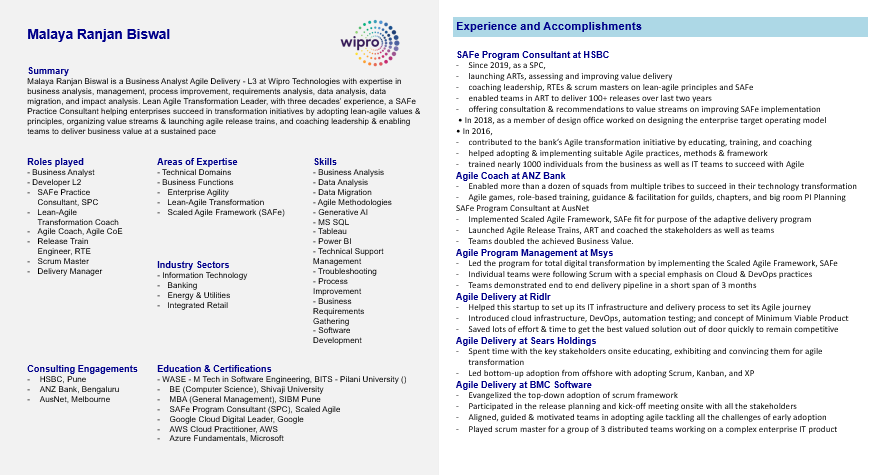 Malaya Ranjan Biswal
wipro
Summary
Malaya Ranjan Biswal is a Business Analyst Agile Delivery - L3 at Wipro Technologies with expertise in
business analysis, management, process improvement, requirements analysis, data analysis, data
migration, and impact analysis. Lean Agile Transformation Leader, with three decades' experience, a SAFe
Practice Consultant helping enterprises succeed in transformation initiatives by adopting lean-agile values &
principles, organizing value streams & launching agile release trains, and coaching leadership & enabling
teams to deliver business value at a sustained pace
Roles played
- Business Analyst
- Developer L2
- SAFe Practice
Consultant, SPC
- Lean-Agile
Transformation Coach
- Agile Coach, Agile CoE
- Release Train
Engineer, RTE
- Scrum Master
- Delivery Manager
Areas of Expertise
- Technical Domains
- Business Functions
- Enterprise Agility
- Lean-Agile Transformation
- Scaled Agile Framework (SAFe)
Industry Sectors
- Information Technology
- Banking
- Energy & Utilities
- Integrated Retail
Skills
- Business Analysis
- Data Analysis
- Data Migration
- Agile Methodologies
- Generative AI
- MS SQL
- Tableau
- Power BI
- Technical Support
Management
- Troubleshooting
- Process
Improvement
- Business
Requirements
Gathering
- Software
Development
Consulting Engagements
- HSBC, Pune
- ANZ Bank, Bengaluru
- AusNet, Melbourne
Education & Certifications
- WASE - M Tech in Software Engineering, BITS - Pilani University ()
- BE (Computer Science), Shivaji University
- MBA (General Management), SIBM Pune
- SAFe Program Consultant (SPC), Scaled Agile
- Google Cloud Digital Leader, Google
- AWS Cloud Practitioner, AWS
- Azure Fundamentals, Microsoft
Experience and Accomplishments
SAFe Program Consultant at HSBC
- Since 2019, as a SPC,
- launching ARTs, assessing and improving value delivery
- coaching leadership, RTEs & scrum masters on lean-agile principles and SAFe
- enabled teams in ART to deliver 100+ releases over last two years
- offering consultation & recommendations to value streams on improving SAFe implementation
• In 2018, as a member of design office worked on designing the enterprise target operating model
• In 2016,
- contributed to the bank's Agile transformation initiative by educating, training, and coaching
- helped adopting & implementing suitable Agile practices, methods & framework
- trained nearly 1000 individuals from the business as well as IT teams to succeed with Agile
Agile Coach at ANZ Bank
- Enabled more than a dozen of squads from multiple tribes to succeed in their technology transformation
- Agile games, role-based training, guidance & facilitation for guilds, chapters, and big room PI Planning
SAFe Program Consultant at AusNet
- Implemented Scaled Agile Framework, SAFe fit for purpose of the adaptive delivery program
- Launched Agile Release Trains, ART and coached the stakeholders as well as teams
- Teams doubled the achieved Business Value.
Agile Program Management at Msys
- Led the program for total digital transformation by implementing the Scaled Agile Framework, SAFe
- Individual teams were following Scrum with a special emphasis on Cloud & DevOps practices
- Teams demonstrated end to end delivery pipeline in a short span of 3 months
Agile Delivery at Ridlr
- Helped this startup to set up its IT infrastructure and delivery process to set its Agile journey
- Introduced cloud infrastructure, DevOps, automation testing; and concept of Minimum Viable Product
- Saved lots of effort & time to get the best valued solution out of door quickly to remain competitive
Agile Delivery at Sears Holdings
- Spent time with the key stakeholders onsite educating, exhibiting and convincing them for agile
transformation
- Led bottom-up adoption from offshore with adopting Scrum, Kanban, and XP
Agile Delivery at BMC Software
- Evangelized the top-down adoption of scrum framework
- Participated in the release planning and kick-off meeting onsite with all the stakeholders
- Aligned, guided & motivated teams in adopting agile tackling all the challenges of early adoption
- Played scrum master for a group of 3 distributed teams working on a complex enterprise IT product